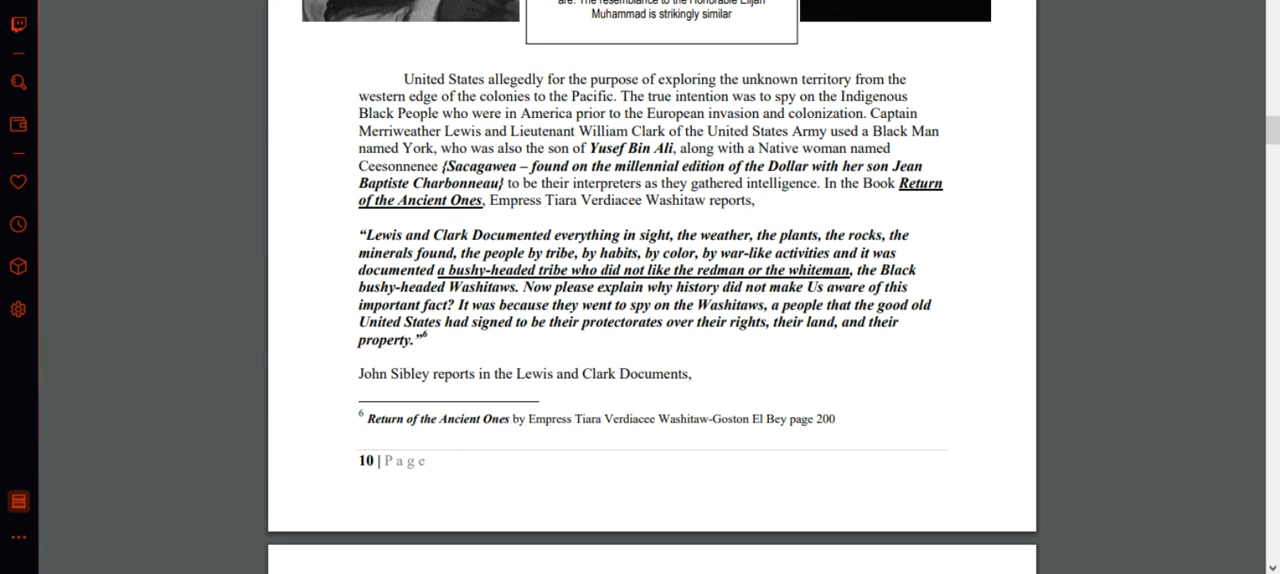 are. The resemblance to the Honorable Elijah
Muhammad is strikingly similar
United States allegedly for the purpose of exploring the unknown territory from the
western edge of the colonies to the Pacific. The true intention was to spy on the Indigenous
Black People who were in America prior to the European invasion and colonization. Captain
Merriweather Lewis and Lieutenant William Clark of the United States Army used a Black Man
named York, who was also the son of Yusef Bin Ali, along with a Native woman named
Ceesonnenee {Sacagawea – found on the millennial edition of the Dollar with her son Jean
Baptiste Charbonneau} to be their interpreters as they gathered intelligence. In the Book Return
of the Ancient Ones, Empress Tiara Verdiacee Washitaw reports,
“Lewis and Clark Documented everything in sight, the weather, the plants, the rocks, the
minerals found, the people by tribe, by habits, by color, by war-like activities and it was
documented a bushy-headed tribe who did not like the redman or the whiteman, the Black
bushy-headed Washitaws. Now please explain why history did not make Us aware of this
important fact? It was because they went to spy on the Washitaws, a people that the good old
United States had signed to be their protectorates over their rights, their land, and their
property.”6
John Sibley reports in the Lewis and Clark Documents,
6 Return of the Ancient Ones by Empress Tiara Verdiacee Washitaw-Goston El Bey page 200
10 | Page